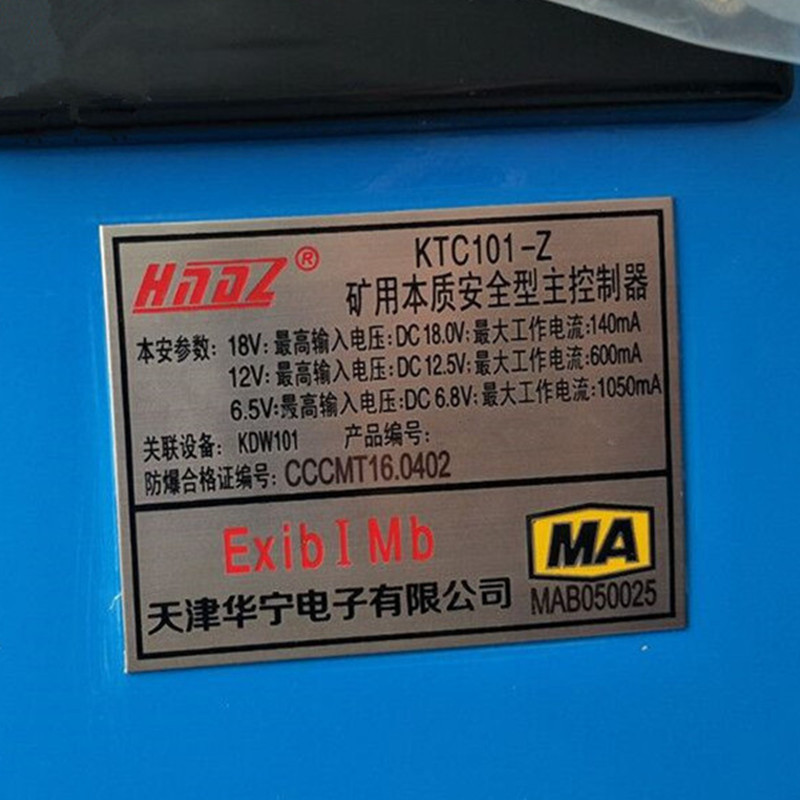 HNDZ®
KTC101-Z
矿用本质安全型主控制器
本安参数: 18V: 最高输入电压: DC 18.0V: 最大工作电流: 140mA
12V: 最高输入电压: DC 12.5V: 最大工作电流: 600mA
6.5V: 最高输入电压: DC 6.8V: 最大工作电流: 1050mA
关联设备: KDW101 产品编号:
防爆合格证编号: CCCMT16.0402
ExibⅠMb
MA
天津华宁电子有限公司
MAB050025